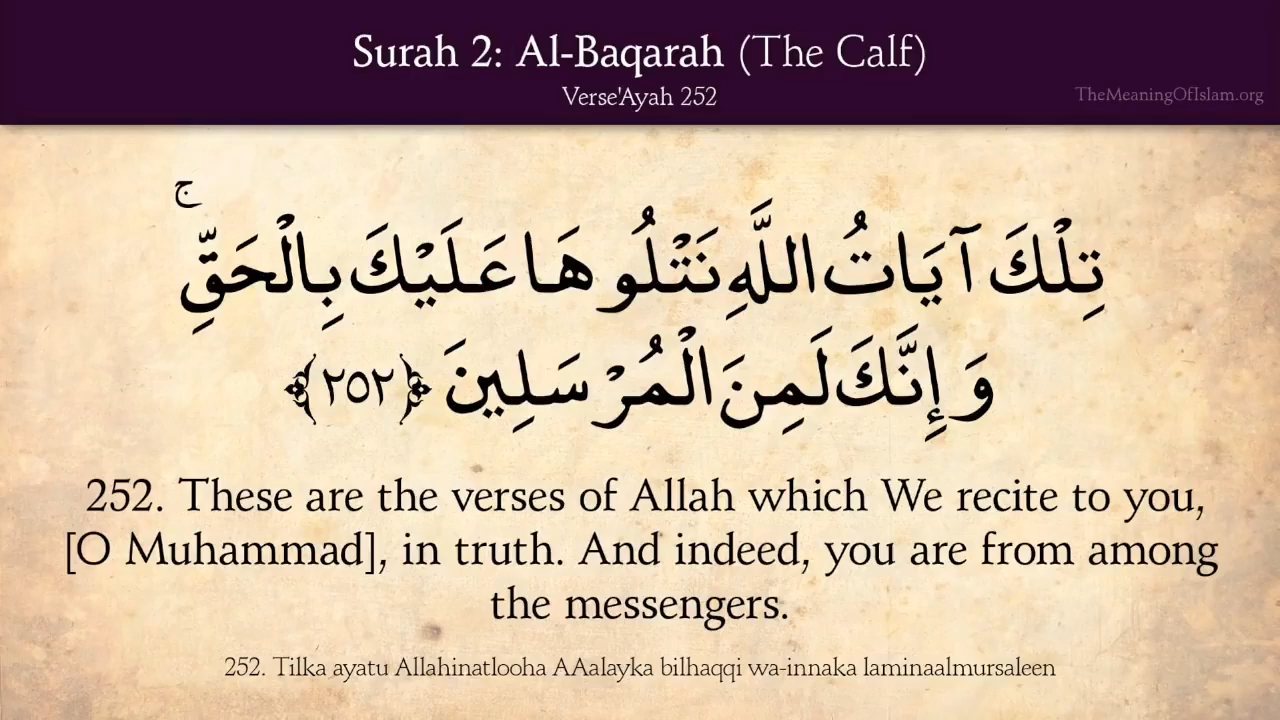 Surah 2: Al-Baqarah (The Calf)
Verse'Ayah 252
TheMeaningOfIslam.org
تِلْكَ آيَاتُ اللَّهِ نَتْلُوهَا عَلَيْكَ بِالْحَقِّ ۚ
وَإِنَّكَ لَمِنَ الْمُرْسَلِينَ ﴿٢٥٢﴾
252. These are the verses of Allah which We recite to you,
[O Muhammad], in truth. And indeed, you are from among
the messengers.
252. Tilka ayatu Allahinatlooha AAalayka bilhaqqi wa-innaka laminaalmursaleen